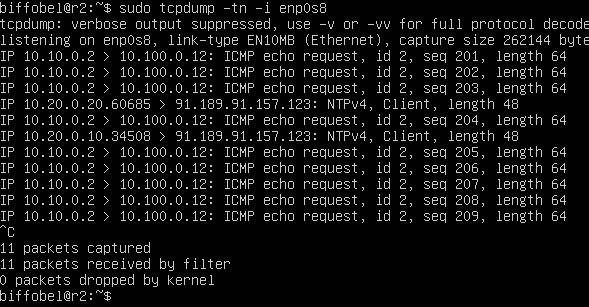 biffobel@r2:~$ sudo tcpdump -tn -i enp0s8
tcpdump: verbose output suppressed, use -v or -vv for full protocol decode
listening on enp0s8, link-type EN10MB (Ethernet), capture size 262144 byte
IP 10.10.0.2 > 10.100.0.12: ICMP echo request, id 2, seq 201, length 64
IP 10.10.0.2 > 10.100.0.12: ICMP echo request, id 2, seq 202, length 64
IP 10.10.0.2 > 10.100.0.12: ICMP echo request, id 2, seq 203, length 64
IP 10.20.0.20.60685 > 91.189.91.157.123: NTPv4, Client, length 48
IP 10.10.0.2 > 10.100.0.12: ICMP echo request, id 2, seq 204, length 64
IP 10.20.0.10.34508 > 91.189.91.157.123: NTPv4, Client, length 48
IP 10.10.0.2 > 10.100.0.12: ICMP echo request, id 2, seq 205, length 64
IP 10.10.0.2 > 10.100.0.12: ICMP echo request, id 2, seq 206, length 64
IP 10.10.0.2 > 10.100.0.12: ICMP echo request, id 2, seq 207, length 64
IP 10.10.0.2 > 10.100.0.12: ICMP echo request, id 2, seq 208, length 64
IP 10.10.0.2 > 10.100.0.12: ICMP echo request, id 2, seq 209, length 64
^C
11 packets captured
11 packets received by filter
0 packets dropped by kernel
biffobel@r2:~$